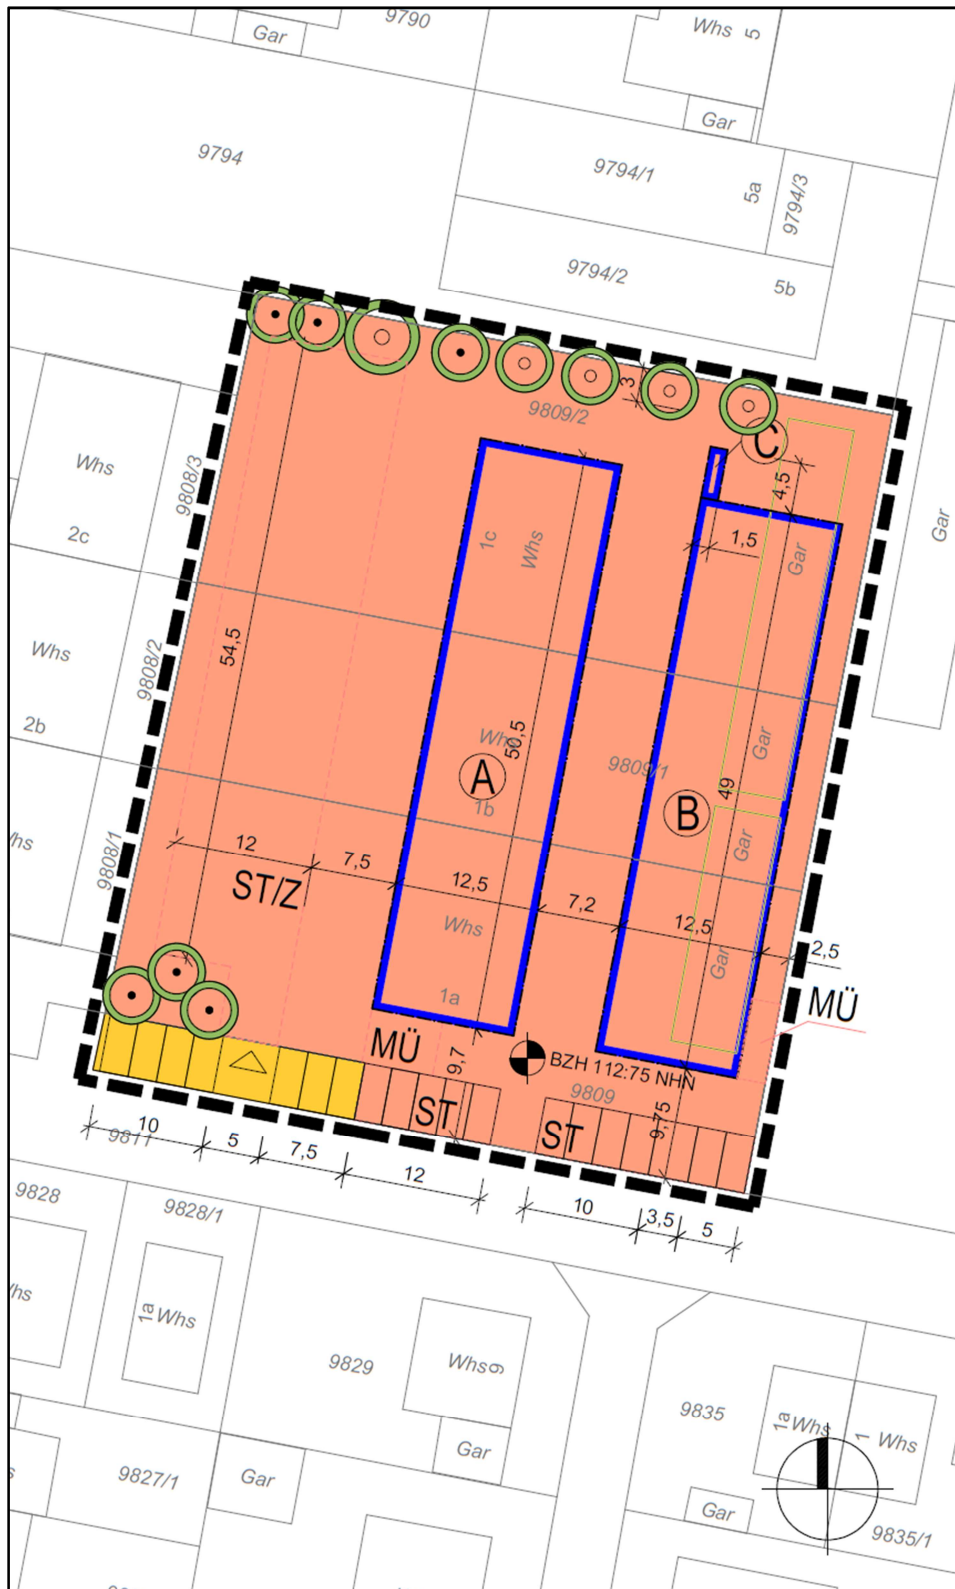 9790
Gar
Whs
5
Gar
9794
9794/1
5a
9794/3
9794/2
5b
9809/2
3
C
Whs
9808/3
2c
1c
Whs
4,5
1,5
Gar
Gar
54,5
Whs
9808/2
2b
Whs
50,5
A
1b
9809/1
49
B
Gar
Gar
9808/1
12
7,5
12,5
7,2
12,5
2,5
ST/Z
Whs
Gar
1a
MÜ
MÜ
9,7
BZH 112:75 NHN
9809
ST
ST
9,75
10
9811
5
7,5
12
10
3,5
5
9828
9828/1
1a
Whs
9829
Whs
9
9835
1a
Whs
1
Whs
Gar
9827/1
Gar
Gar
9835/1